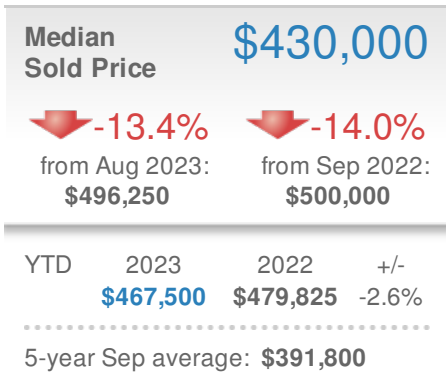 Median
Sold Price
$430,000
-13.4%
from Aug 2023:
$496,250
-14.0%
from Sep 2022:
$500,000
YTD 2023 2022 +/-
$467,500 $479,825 -2.6%
5-year Sep average: $391,800